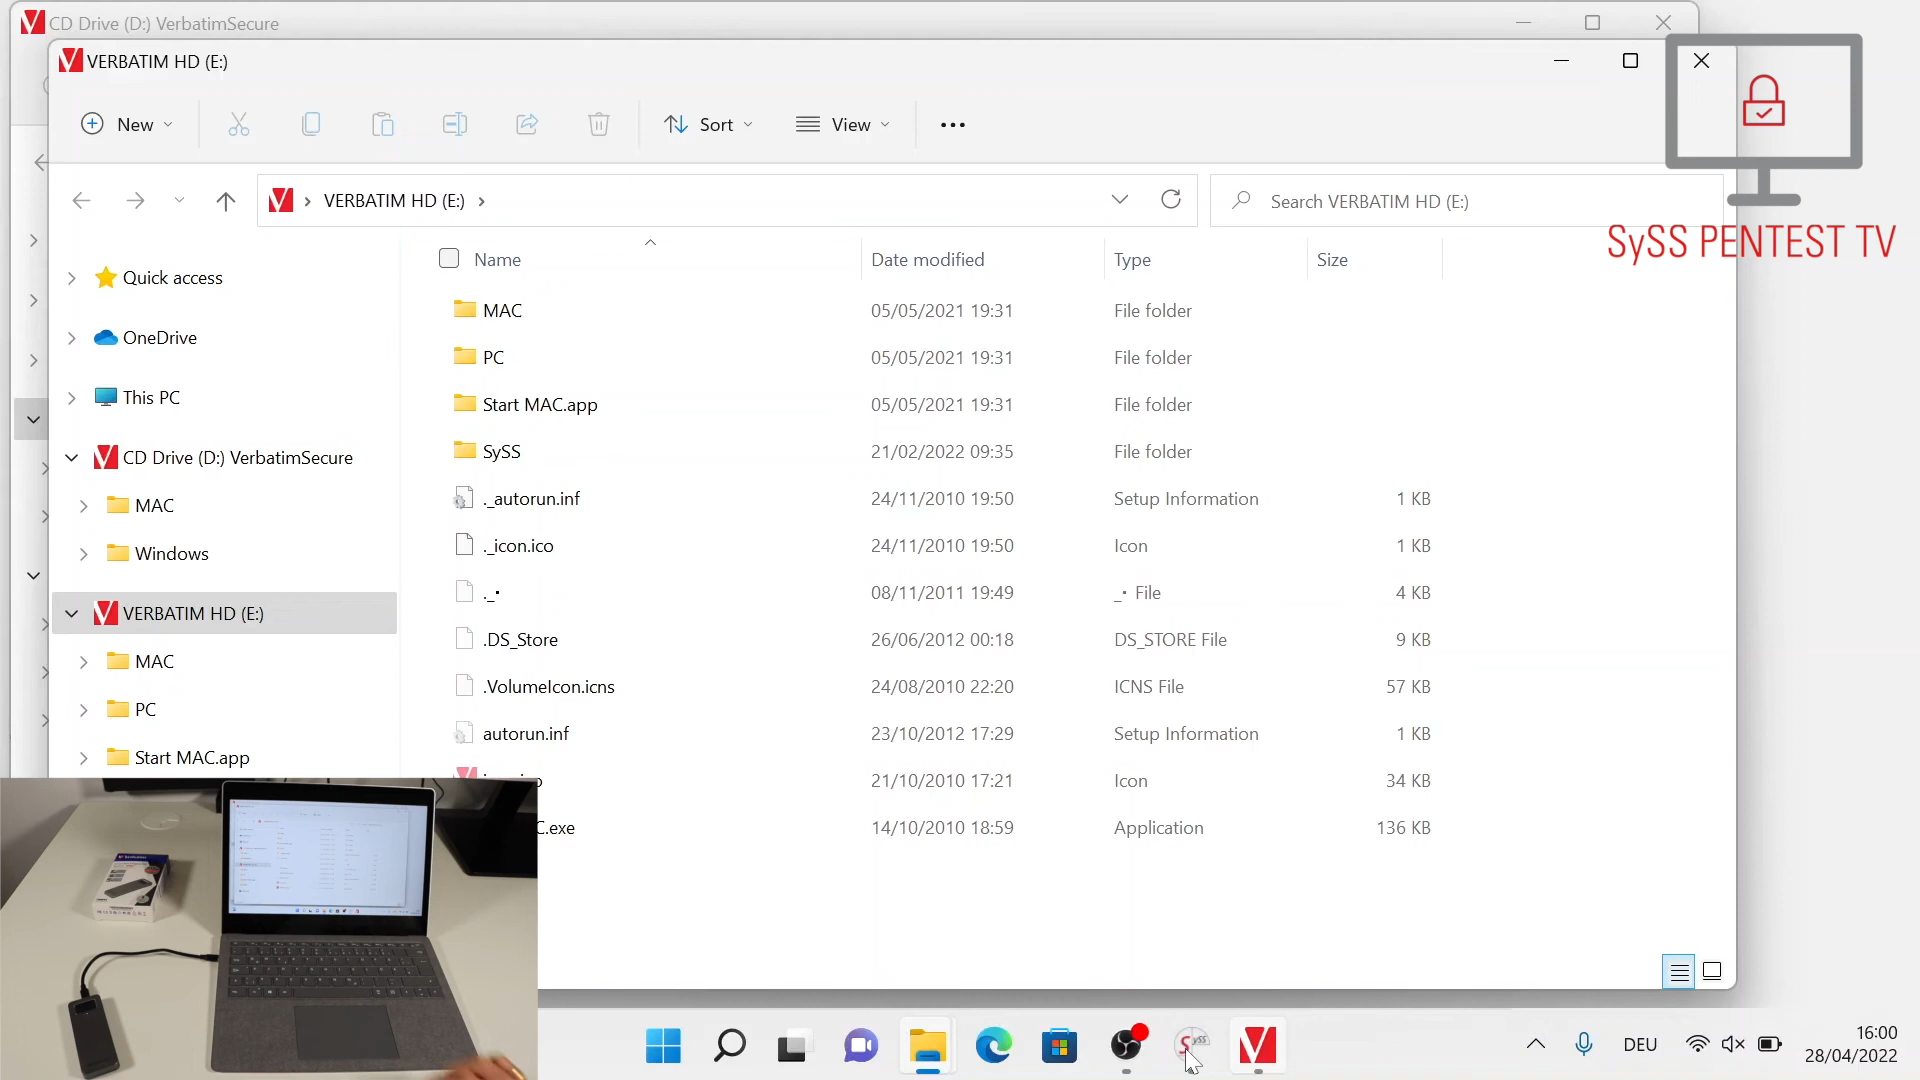 CD Drive (D:) VerbatimSecure
VERBATIM HD (E:)
New
Sort
View
VERBATIM HD (E:)
Search VERBATIM HD (E:)
SySS PENTEST TV
Name
Date modified
Type
Size
Quick access
OneDrive
This PC
CD Drive (D:) VerbatimSecure
MAC
Windows
VERBATIM HD (E:)
MAC
PC
Start MAC.app
MAC 05/05/2021 19:31 File folder
PC 05/05/2021 19:31 File folder
Start MAC.app 05/05/2021 19:31 File folder
SySS 21/02/2022 09:35 File folder
._autorun.inf 24/11/2010 19:50 Setup Information 1 KB
._icon.ico 24/11/2010 19:50 Icon 1 KB
._• 08/11/2011 19:49 _• File 4 KB
.DS_Store 26/06/2012 00:18 DS_STORE File 9 KB
.VolumeIcon.icns 24/08/2010 22:20 ICNS File 57 KB
autorun.inf 23/10/2012 17:29 Setup Information 1 KB
21/10/2010 17:21 Icon 34 KB
C.exe 14/10/2010 18:59 Application 136 KB
SySS
DEU
16:00
28/04/2022